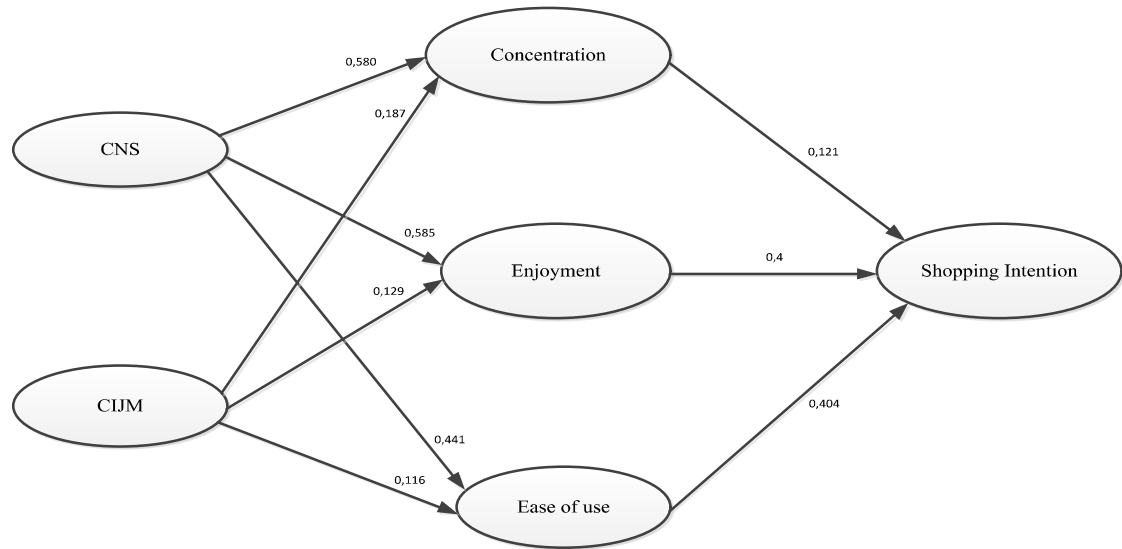 Concentration
0,580
0,187
CNS
0,121
0,585
0,4
Enjoyment
Shopping Intention
0,129
CIJM
0,404
0,441
0,116
Ease of use